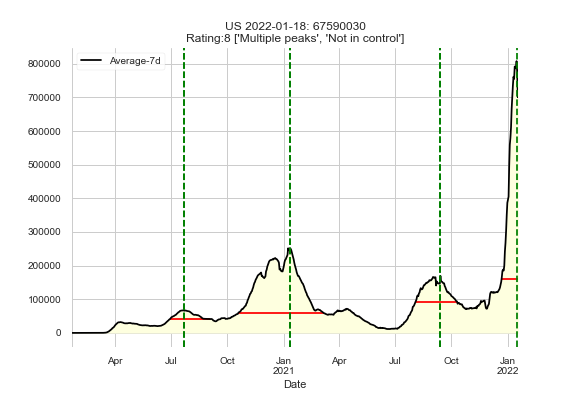 US 2022-01-18: 67590030
Rating:8 ['Multiple peaks', 'Not in control']
Average-7d
800000
700000
600000
500000
400000
300000
200000
100000
0
Apr Jul Oct Jan Apr Jul Oct Jan
2021 2022
Date